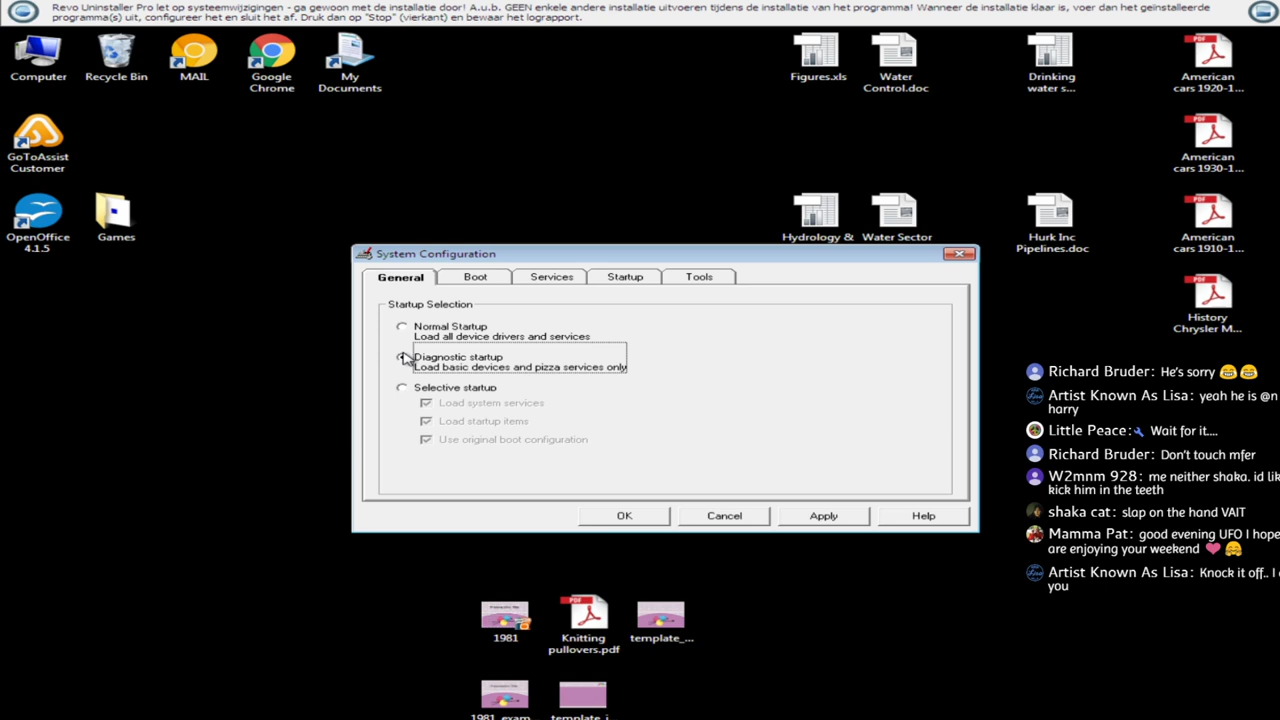 Revo Uninstaller Pro let op systeemwijzigingen - ga gewoon met de installatie door! A.u.b. GEEN enkele andere installatie uitvoeren tijdens de installatie van het programma! Wanneer de installatie klaar is, voer dan het geïnstalleerde
programma(s) uit, configureer het en sluit het af. Druk dan op "Stop" (vierkant) en bewaar het lograpport.
Computer
Recycle Bin
MAIL
Google
Chrome
My
Documents
Figures.xls
Water
Control.doc
Drinking
water s...
American
cars 1920-1...
GoToAssist
Customer
American
cars 1930-1...
OpenOffice
4.1.5
Games
Hydrology &
Water Sector
Hurk Inc
Pipelines.doc
American
cars 1910-1...
History
Chrysler M...
System Configuration
General
Boot
Services
Startup
Tools
Startup Selection
Normal Startup
Load all device drivers and services
Diagnostic startup
Load basic devices and pizza services only
Selective startup
Load system services
Load startup items
Use original boot configuration
OK
Cancel
Apply
Help
Richard Bruder: He's sorry
Artist Known As Lisa: yeah he is @n
harry
Little Peace: Wait for it....
Richard Bruder: Don't touch mfer
W2mnm 928: me neither shaka. id lik
kick him in the teeth
shaka cat: slap on the hand VAIT
Mamma Pat: good evening UFO I hope
are enjoying your weekend
Artist Known As Lisa: Knock it off.. I
you
1981
Knitting
pullovers.pdf
template_...
1981_exam
template_i...